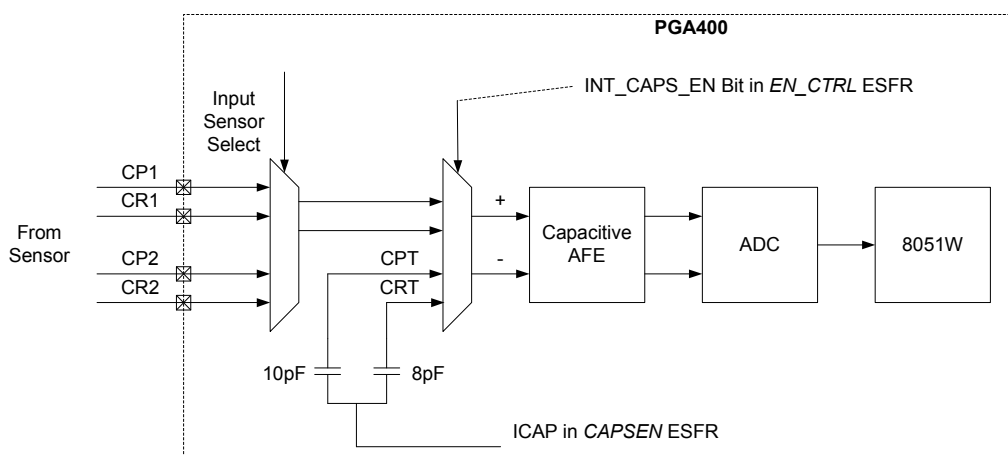 PGA400
INT_CAPS_EN Bit in EN_CTRL ESFR
Input
Sensor
Select
CP1
CR1
From
Sensor
CP2
CR2
+
-
CPT
CRT
Capacitive
AFE
ADC
8051W
10pF
8pF
ICAP in CAPSEN ESFR